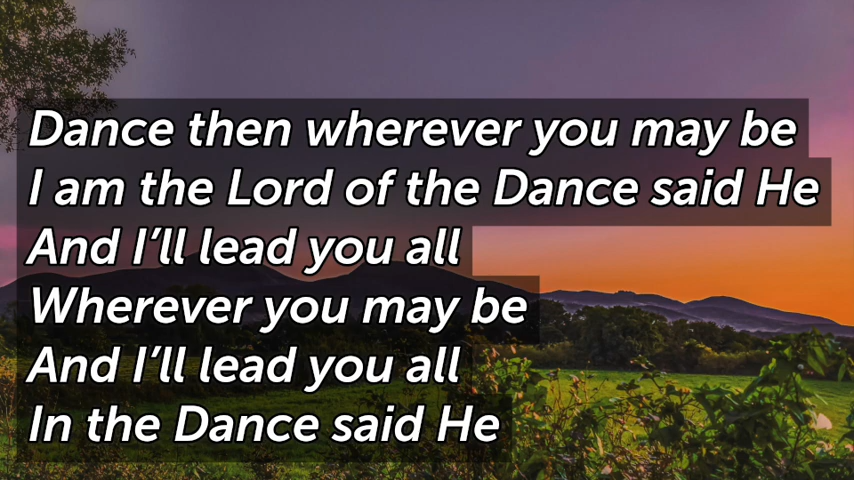 Dance then wherever you may be
I am the Lord of the Dance said He
And I'll lead you all
Wherever you may be
And I'll lead you all
In the Dance said He